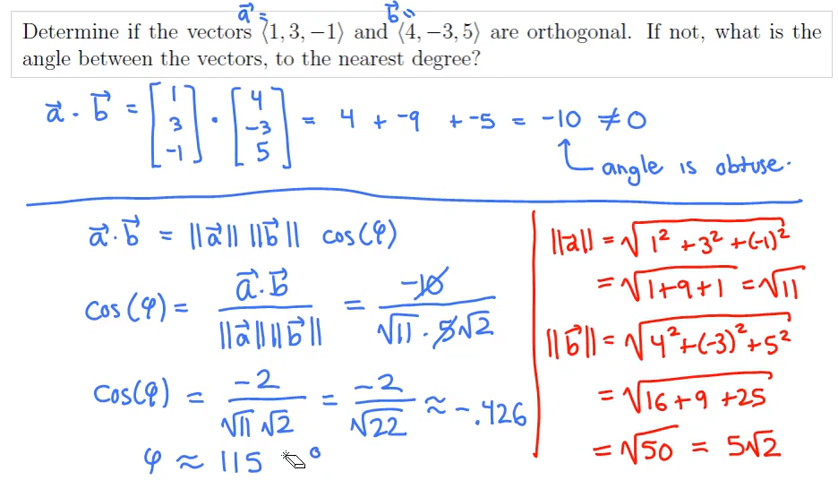 a⃗ = b⃗ =
Determine if the vectors ⟨1, 3, −1⟩ and ⟨4, −3, 5⟩ are orthogonal. If not, what is the
angle between the vectors, to the nearest degree?
a⃗ · b⃗ = [1 3 -1] · [4 -3 5] = 4 + -9 + -5 = -10 ≠ 0
angle is obtuse.
a⃗ · b⃗ = ||a⃗|| ||b⃗|| cos(φ)
cos(φ) = a⃗ · b⃗ / ||a⃗|| ||b⃗|| = -10 / √11 · 5√2
cos(φ) = -2 / √11 √2 = -2 / √22 ≈ -.426
φ ≈ 115 °
||a⃗|| = √1² + 3² + (-1)²
= √1+9+1 = √11
||b⃗|| = √4² + (-3)² + 5²
= √16 + 9 + 25
= √50 = 5√2